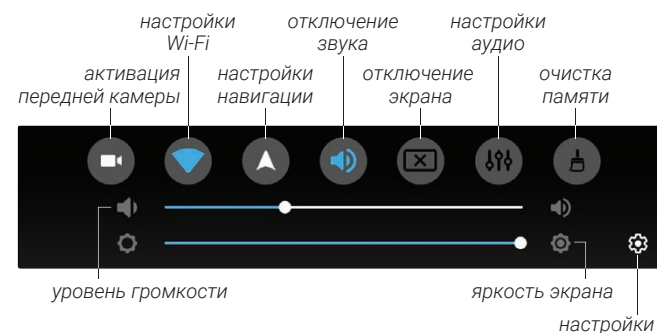 настройки
Wi-Fi
отключение
звука
настройки
аудио
активация
передней камеры
настройки
навигации
отключение
экрана
очистка
памяти
уровень громкости
яркость экрана
настройки